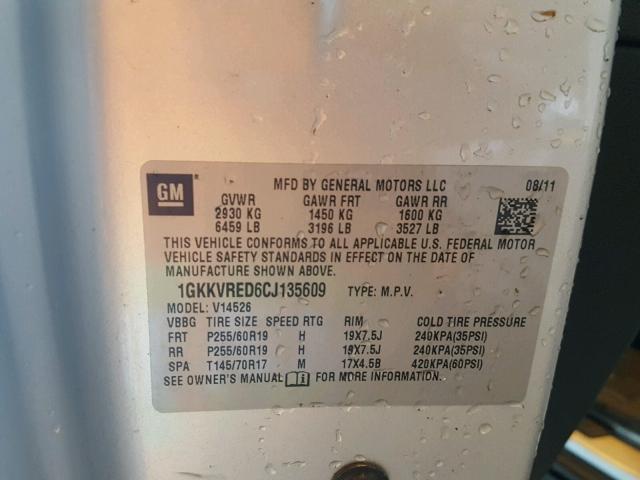 GM
MFD BY GENERAL MOTORS LLC 08/11
GVWR GAWR FRT GAWR RR
2930 KG 1450 KG 1600 KG
6459 LB 3196 LB 3527 LB
THIS VEHICLE CONFORMS TO ALL APPLICABLE U.S. FEDERAL MOTOR
VEHICLE SAFETY STANDARDS IN EFFECT ON THE DATE OF
MANUFACTURE SHOWN ABOVE.
1GKKVRED6CJ135609 TYPE: M.P.V.
MODEL: V14526
VBBG TIRE SIZE SPEED RTG RIM COLD TIRE PRESSURE
FRT P255/60R19 H 19X7.5J 240KPA(35PSI)
RR P255/60R19 H 19X7.5J 240KPA(35PSI)
SPA T145/70R17 M 17X4.5B 420KPA(60PSI)
SEE OWNER'S MANUAL FOR MORE INFORMATION.